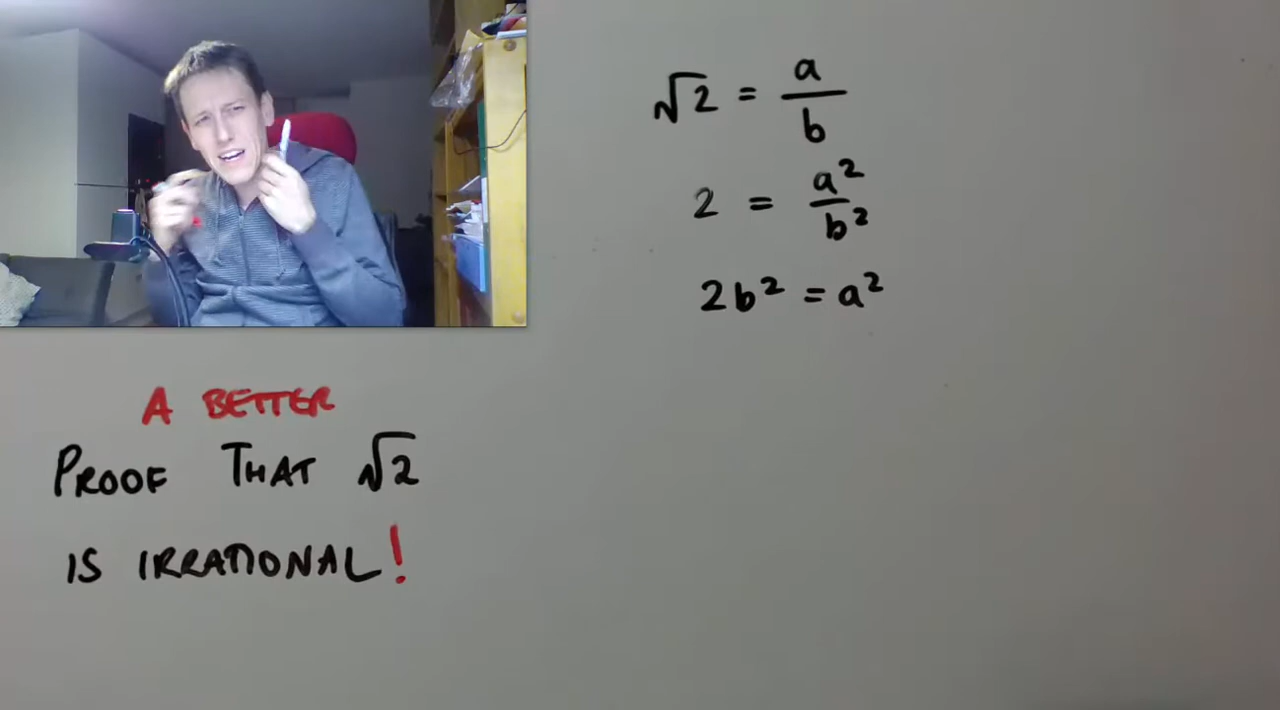 √2 = a/b
2 = a²/b²
2b² = a²
A BETTER
PROOF THAT √2
IS IRRATIONAL!